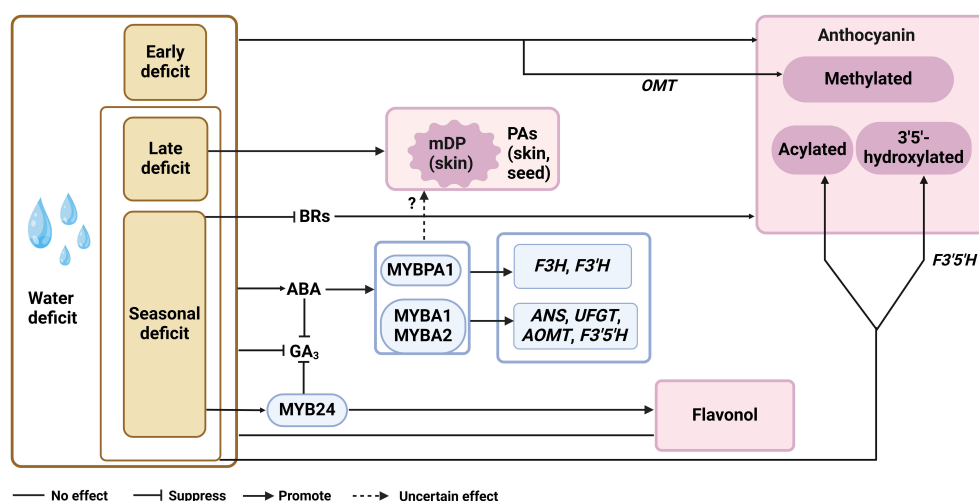 Early
deficit
Late
deficit
Seasonal
deficit
Water
deficit
Anthocyanin
Methylated
OMT
Acylated
3'5'-
hydroxylated
F3'5'H
mDP
(skin)
PAs
(skin,
seed)
?
BRs
ABA
GA₃
MYB24
MYBPA1
MYBA1
MYBA2
F3H, F3'H
ANS, UFGT,
AOMT, F3'5'H
Flavonol
No effect
Suppress
Promote
Uncertain effect